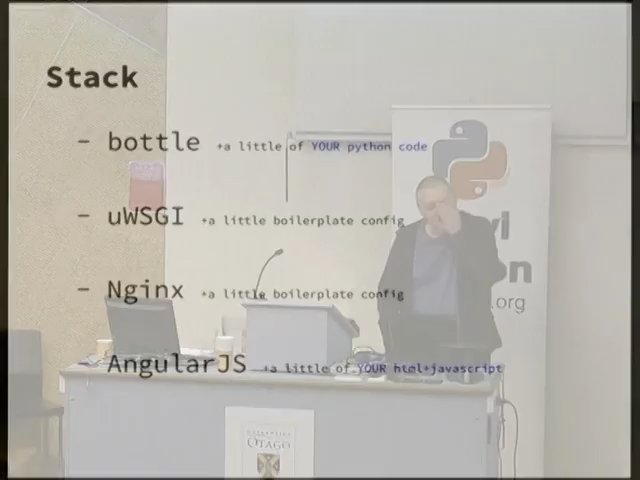 Stack
- bottle +a little of YOUR python code
- uWSGI +a little boilerplate config
- Nginx +a little boilerplate config
AngularJS +a little of YOUR html+javascript
.org
OTAGO